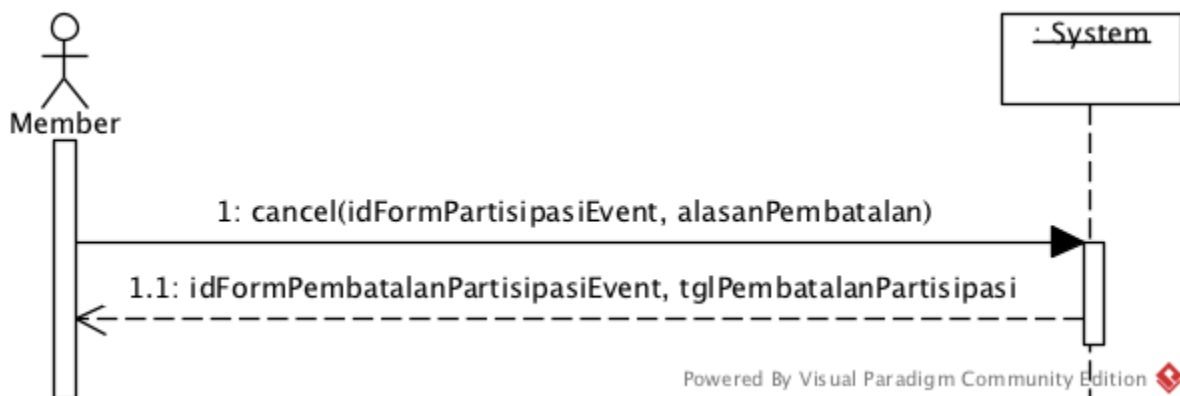 : System
Member
1: cancel(idFormPartisipasiEvent, alasanPembatalan)
1.1: idFormPembatalanPartisipasiEvent, tglPembatalanPartisipasi
Powered By Visual Paradigm Community Edition